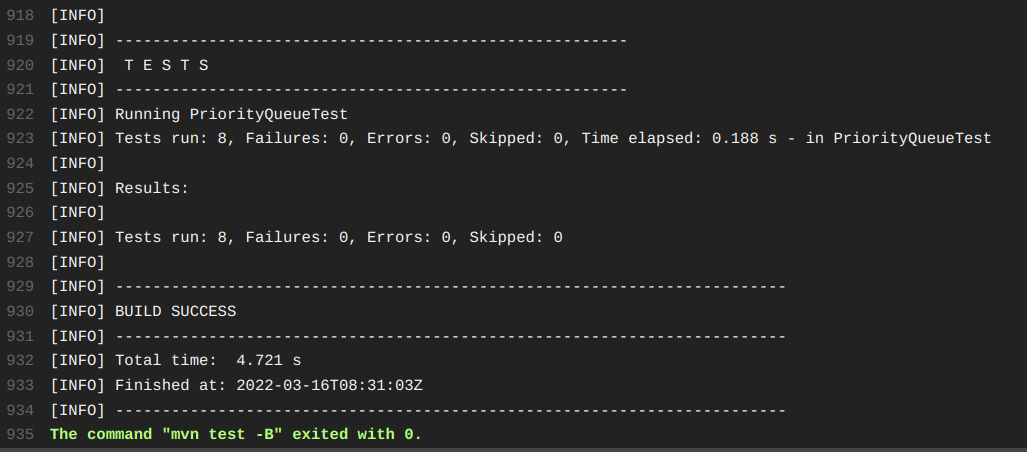 918 [INFO]
919 [INFO] -------------------------------------------------------
920 [INFO]  T E S T S
921 [INFO] -------------------------------------------------------
922 [INFO] Running PriorityQueueTest
923 [INFO] Tests run: 8, Failures: 0, Errors: 0, Skipped: 0, Time elapsed: 0.188 s - in PriorityQueueTest
924 [INFO]
925 [INFO] Results:
926 [INFO]
927 [INFO] Tests run: 8, Failures: 0, Errors: 0, Skipped: 0
928 [INFO]
929 [INFO] ------------------------------------------------------------------------
930 [INFO] BUILD SUCCESS
931 [INFO] ------------------------------------------------------------------------
932 [INFO] Total time:  4.721 s
933 [INFO] Finished at: 2022-03-16T08:31:03Z
934 [INFO] ------------------------------------------------------------------------
935 The command "mvn test -B" exited with 0.